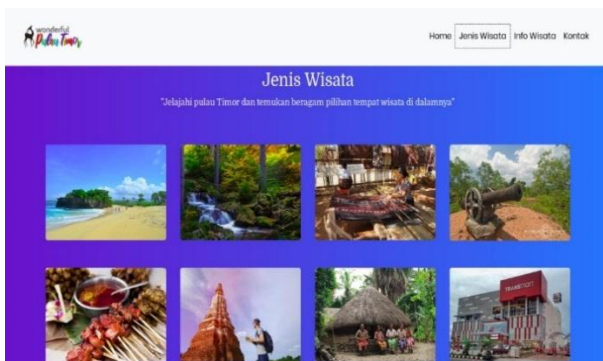 wonderful
Pulau Timor
Home Jenis Wisata Info Wisata Kontak
Jenis Wisata
"Jelajahi pulau Timor dan temukan beragam pilihan tempat wisata di dalamnya"
TRANSmart